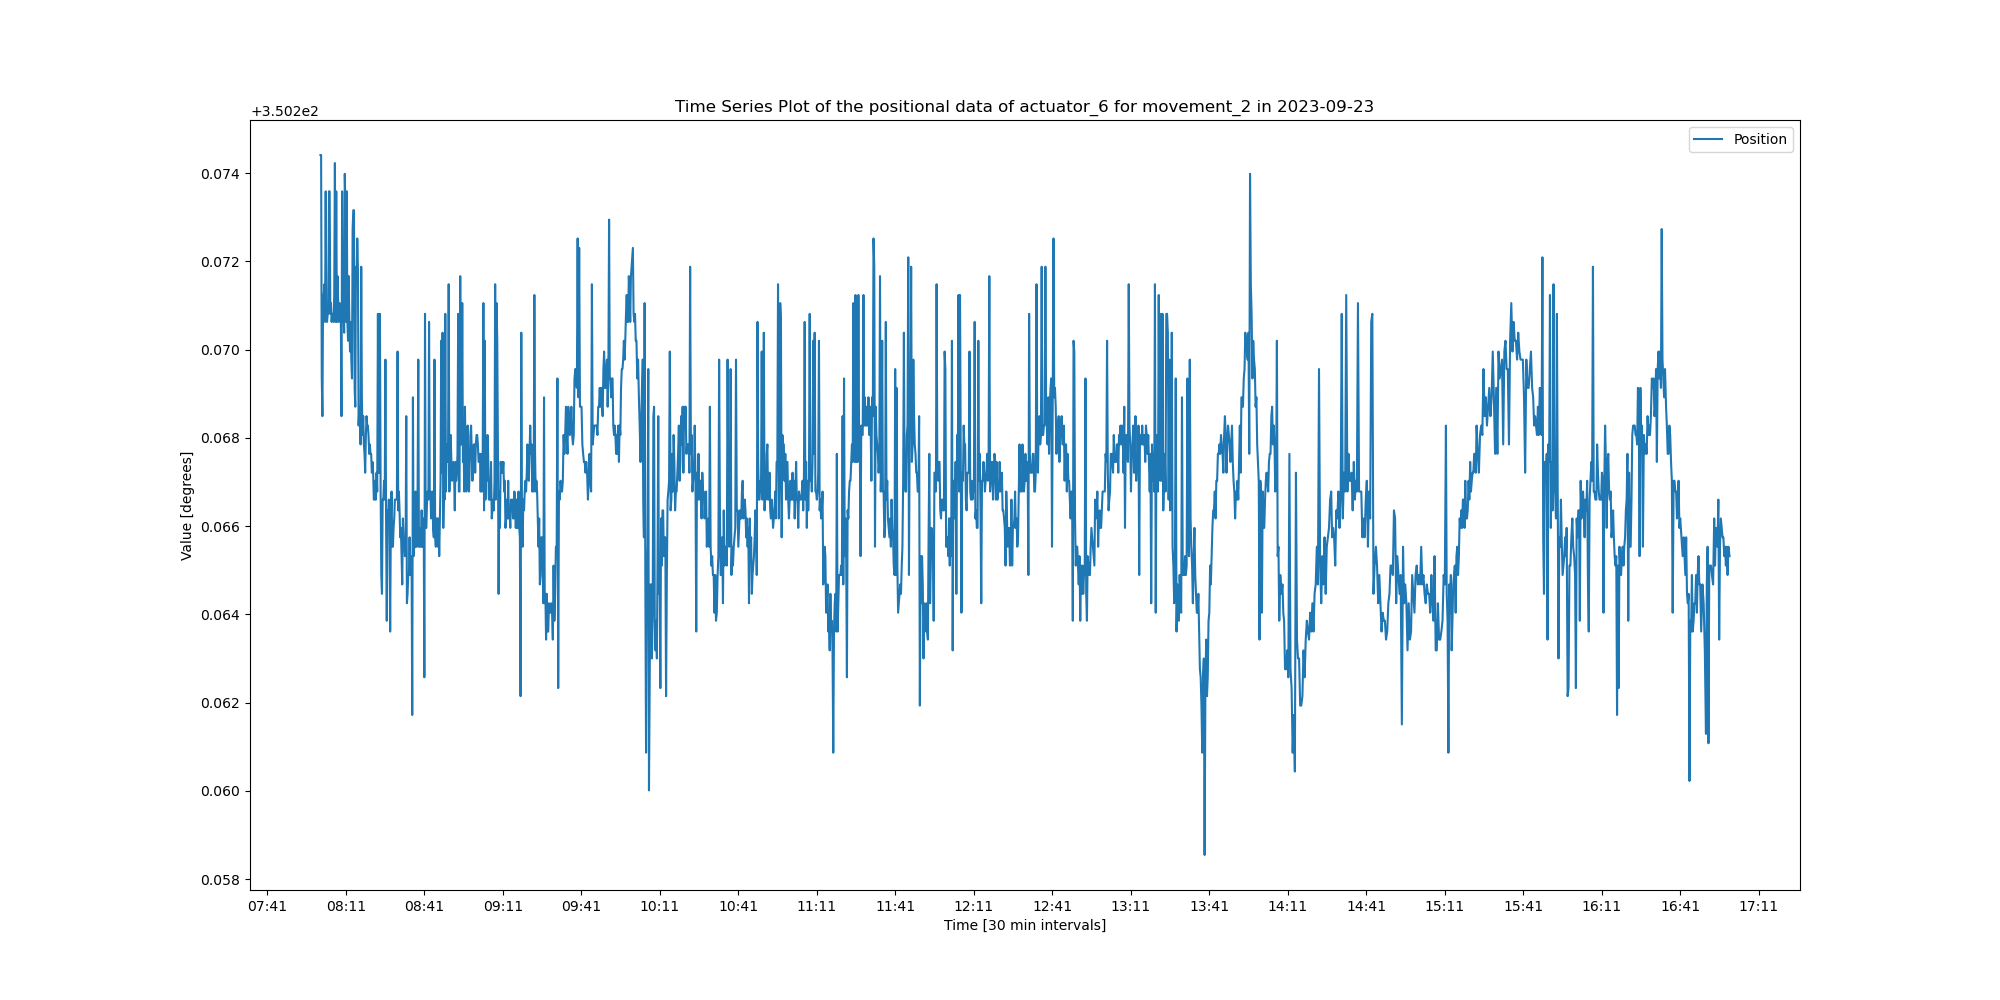 Time Series Plot of the positional data of actuator_6 for movement_2 in 2023-09-23
+3.502e2
Position
0.074
0.072
0.070
0.068
0.066
0.064
0.062
0.060
0.058
Value [degrees]
07:41 08:11 08:41 09:11 09:41 10:11 10:41 11:11 11:41 12:11 12:41 13:11 13:41 14:11 14:41 15:11 15:41 16:11 16:41 17:11
Time [30 min intervals]